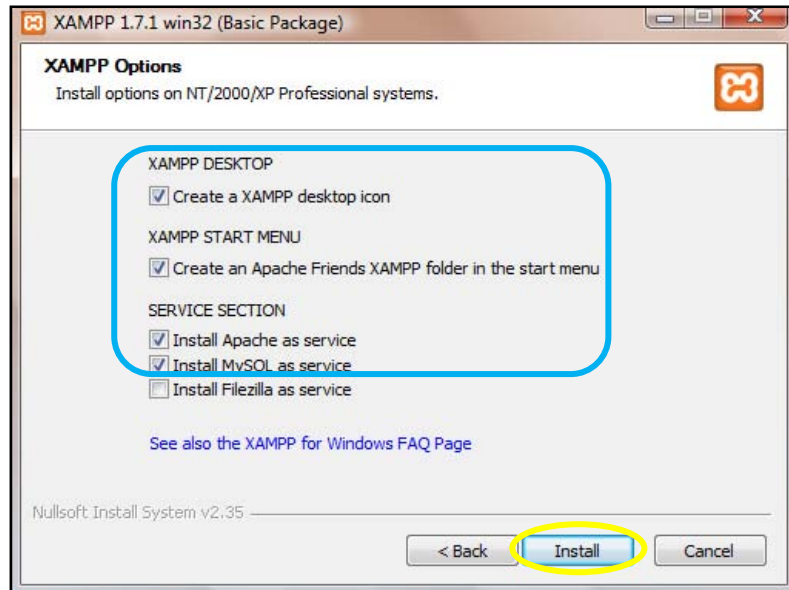 XAMPP 1.7.1 win32 (Basic Package)
XAMPP Options
Install options on NT/2000/XP Professional systems.
XAMPP DESKTOP
Create a XAMPP desktop icon
XAMPP START MENU
Create an Apache Friends XAMPP folder in the start menu
SERVICE SECTION
Install Apache as service
Install MySQL as service
Install Filezilla as service
See also the XAMPP for Windows FAQ Page
Nullsoft Install System v2.35
< Back Install Cancel